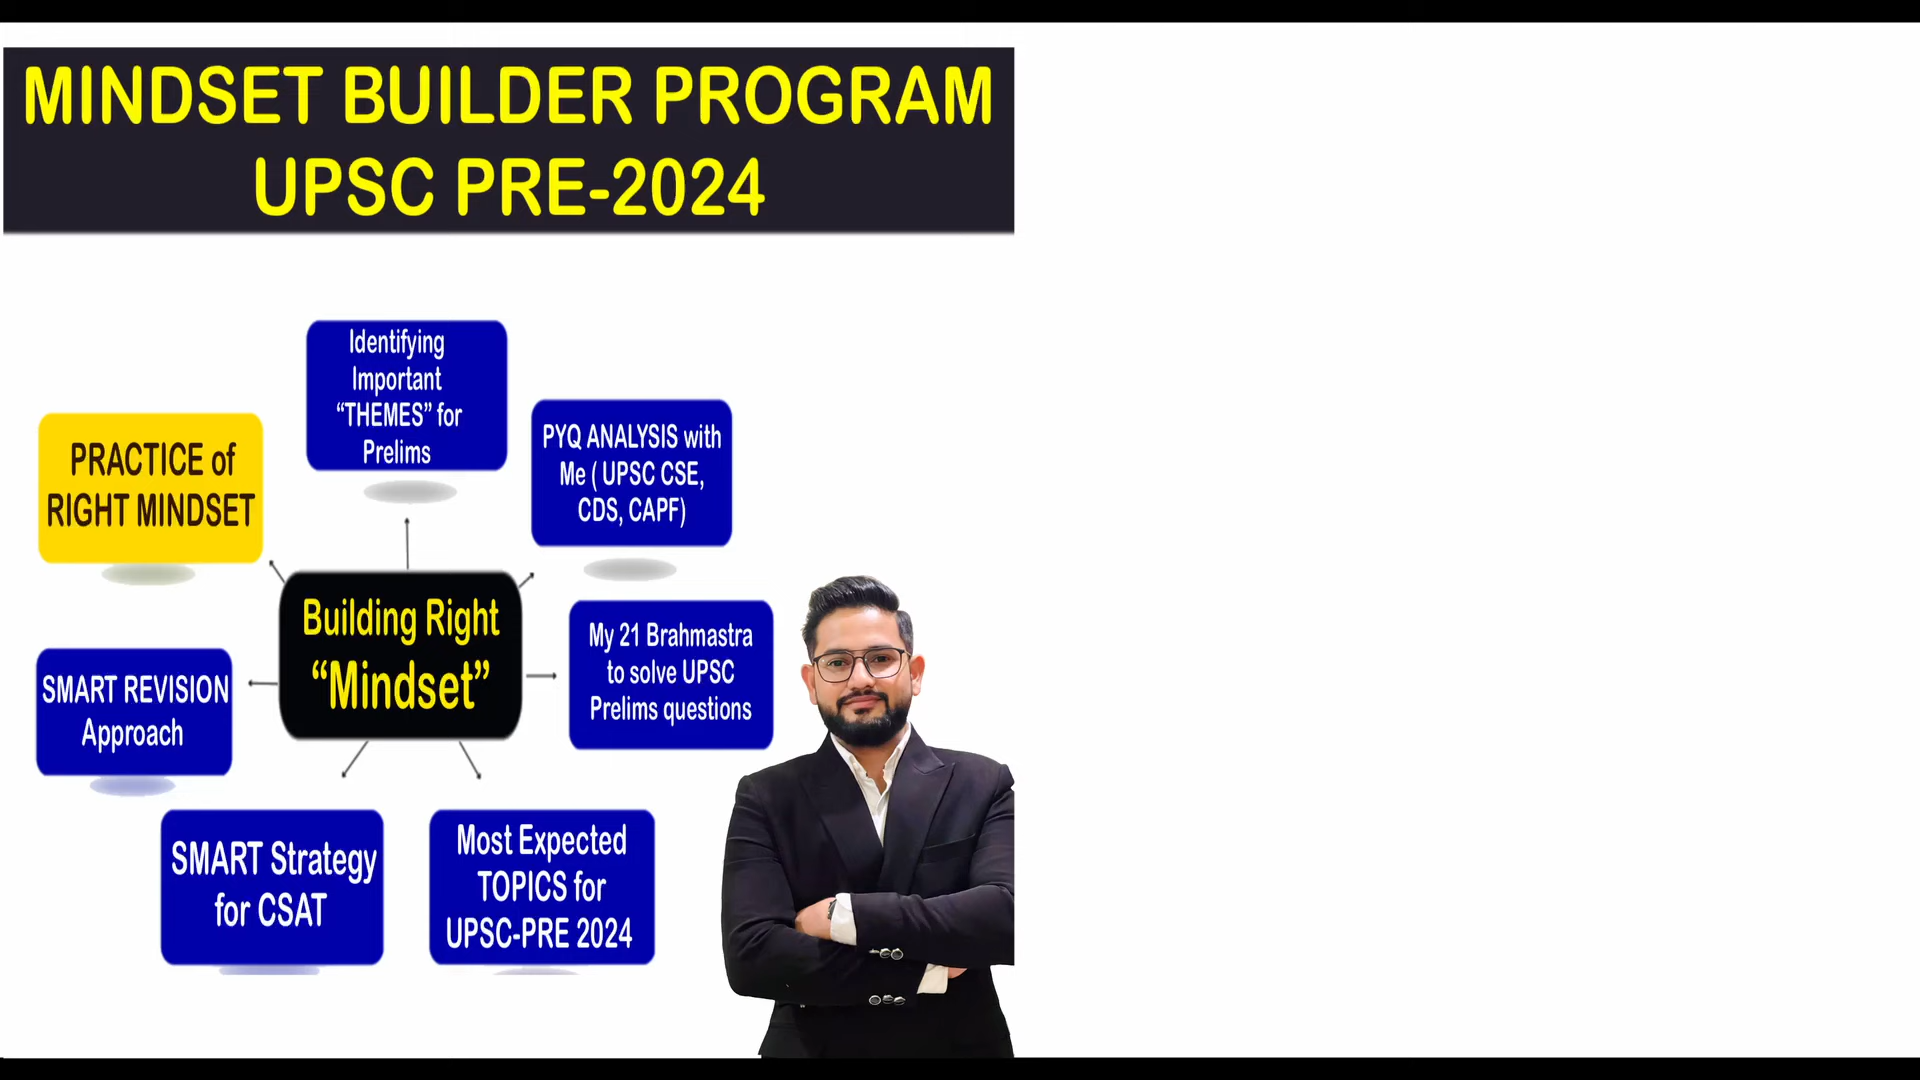 MINDSET BUILDER PROGRAM
UPSC PRE-2024
Identifying
Important
“THEMES” for
Prelims
PYQ ANALYSIS with
Me ( UPSC CSE,
CDS, CAPF)
PRACTICE of
RIGHT MINDSET
Building Right
“Mindset”
My 21 Brahmastra
to solve UPSC
Prelims questions
SMART REVISION
Approach
SMART Strategy
for CSAT
Most Expected
TOPICS for
UPSC-PRE 2024